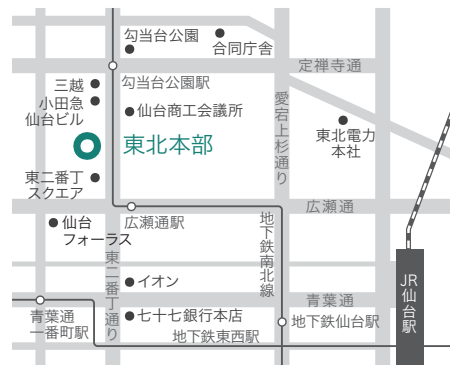 勾当台公園
合同庁舎
定禅寺通
三越
勾当台公園駅
小田急
仙台ビル
仙台商工会議所
愛宕上杉通り
東北電力
本社
東北本部
東二番丁
スクエア
広瀬通
仙台
フォーラス
広瀬通駅
地下鉄南北線
東二番丁通り
イオン
JR仙台駅
青葉通
青葉通
一番町駅
七十七銀行本店
地下鉄仙台駅
地下鉄東西駅